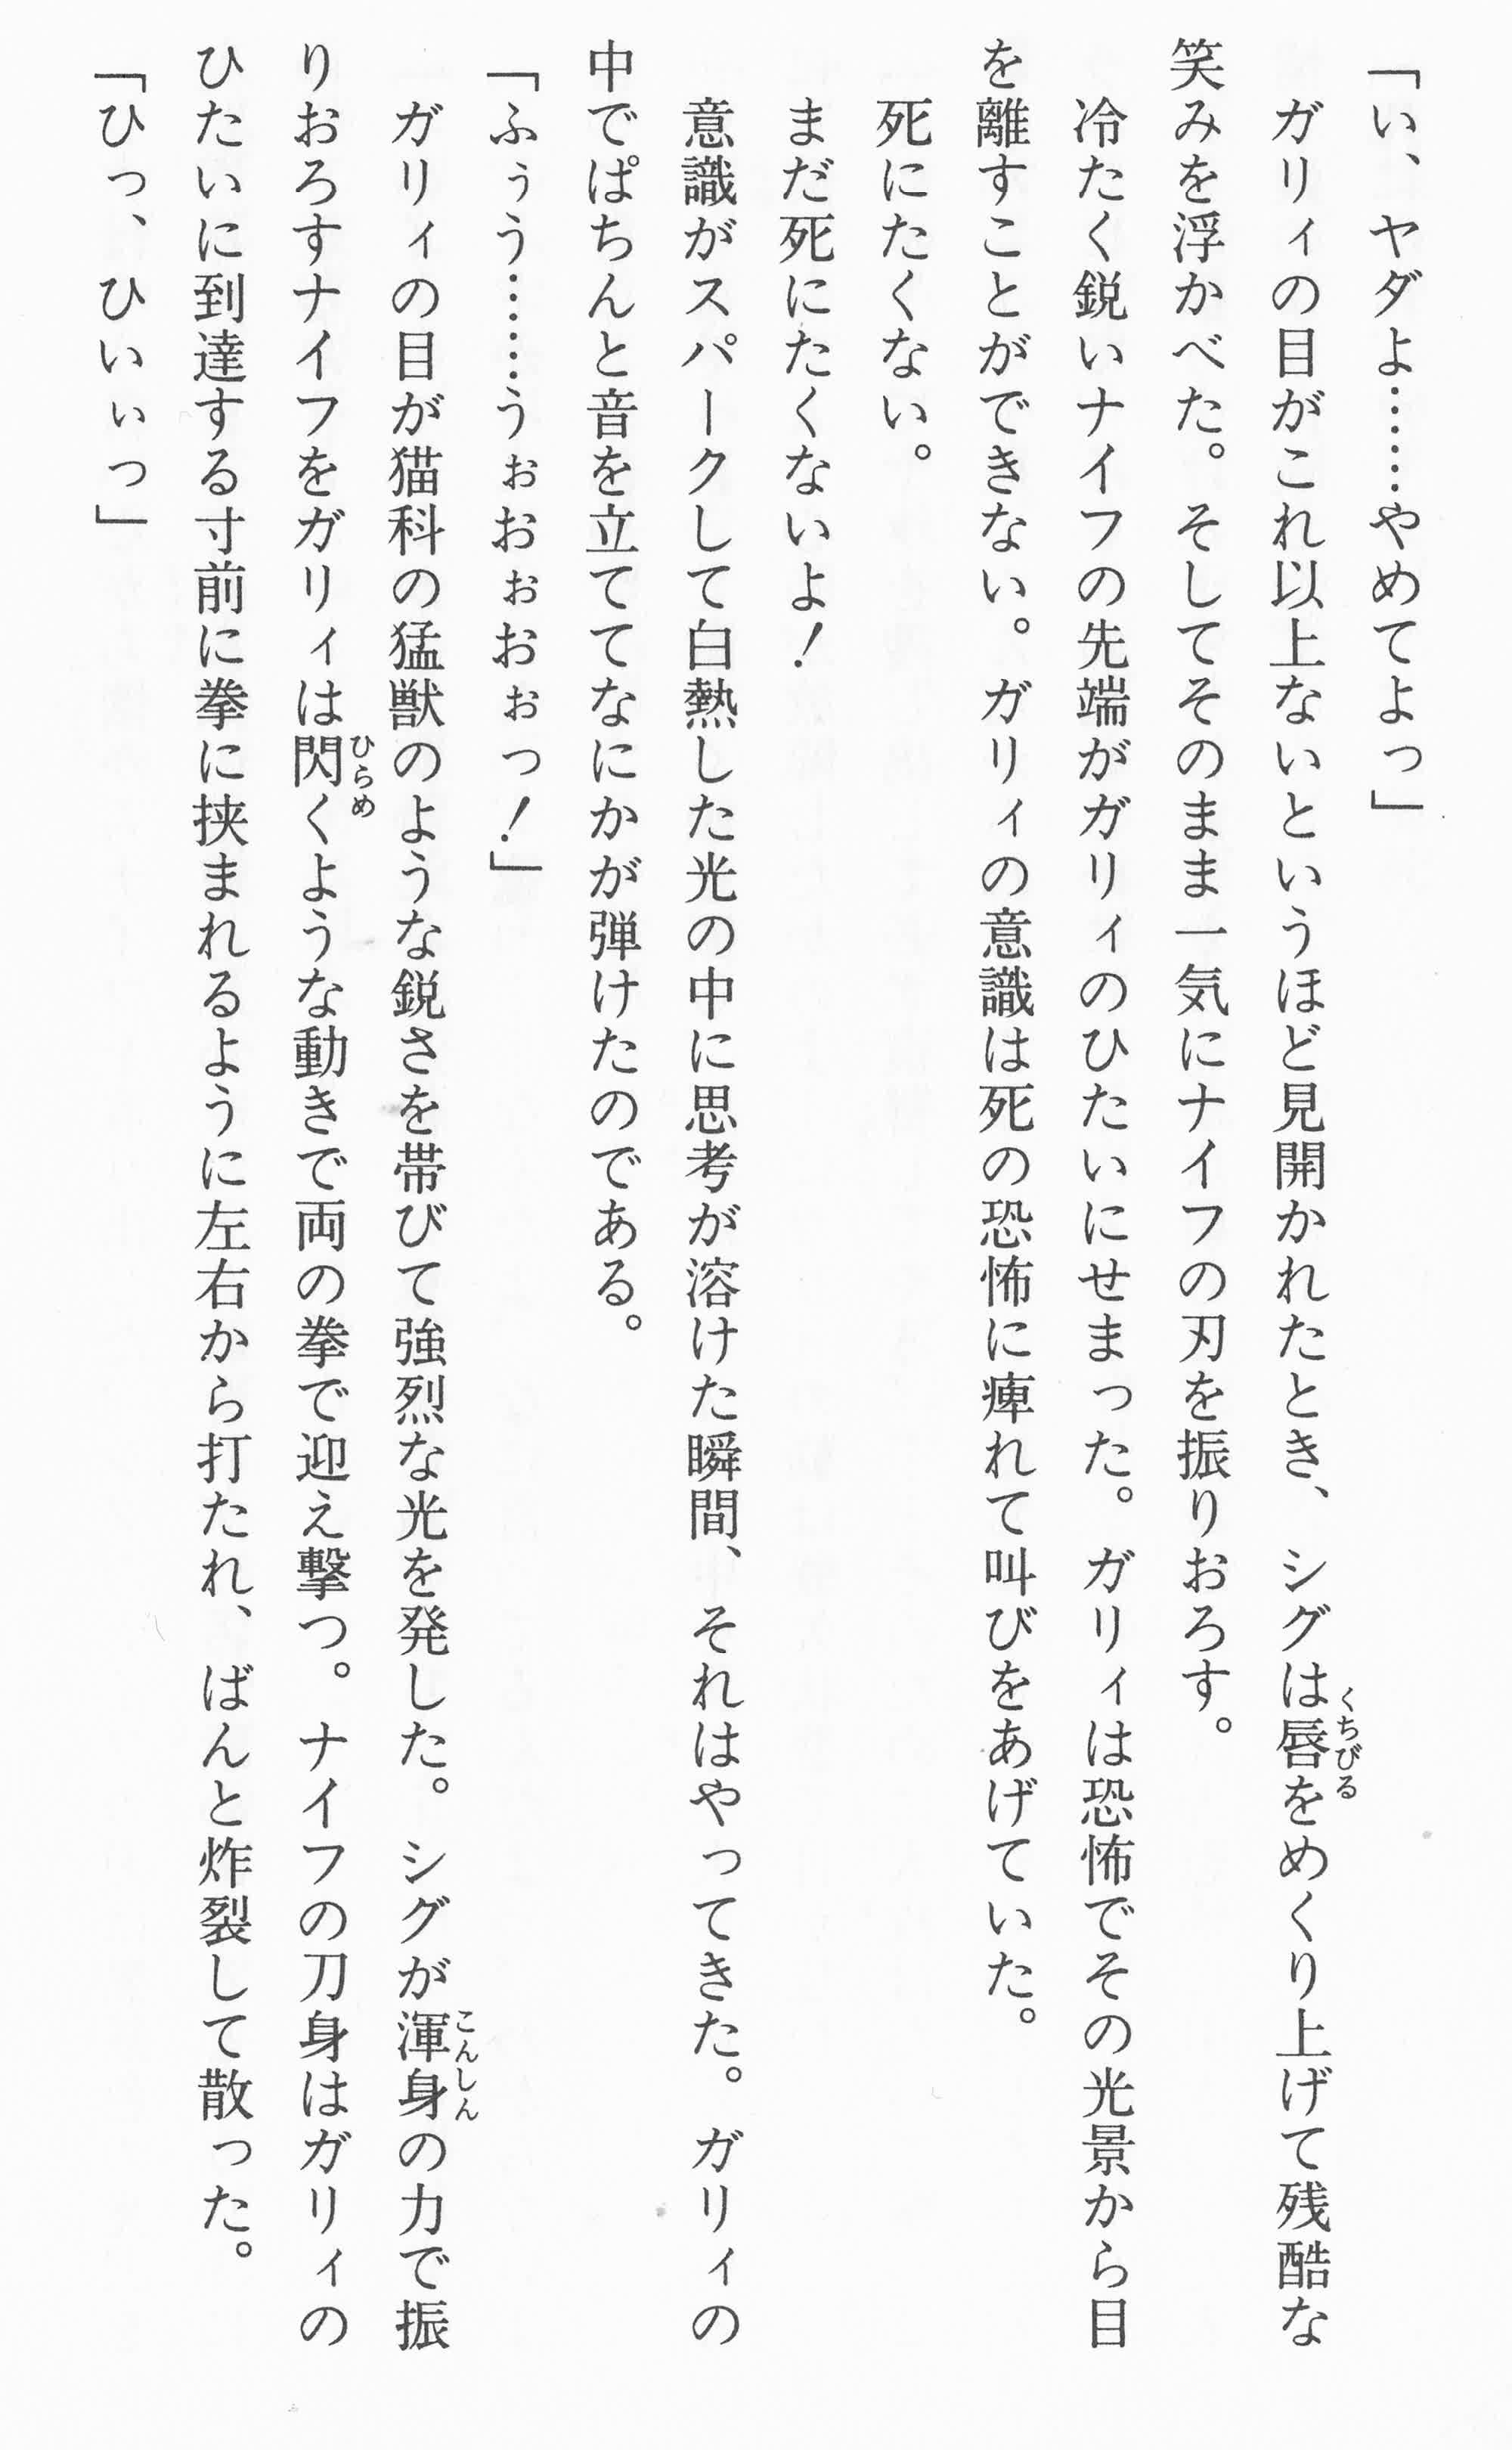 「い、ヤダよ……やめてよっ」
　ガリィの目がこれ以上ないというほど見開かれたとき、シグは唇をめくり上げて残酷な
笑みを浮かべた。そしてそのまま一気にナイフの刃を振りおろす。
　冷たく鋭いナイフの先端がガリィのひたいにせまった。ガリィは恐怖でその光景から目
を離すことができない。ガリィの意識は死の恐怖に痺れて叫びをあげていた。
　死にたくない。
　まだ死にたくないよ！
　意識がスパークして白熱した光の中に思考が溶けた瞬間、それはやってきた。ガリィの
中でぱちんと音を立ててなにかが弾けたのである。
「ふぅう……うぉおぉおぉっ！」
　ガリィの目が猫科の猛獣のような鋭さを帯びて強烈な光を発した。シグが渾身の力で振
りおろすナイフをガリィは閃くような動きで両の拳で迎え撃つ。ナイフの刀身はガリィの
ひたいに到達する寸前に拳に挟まれるように左右から打たれ、ばんと炸裂して散った。
「ひっ、ひいぃっ」